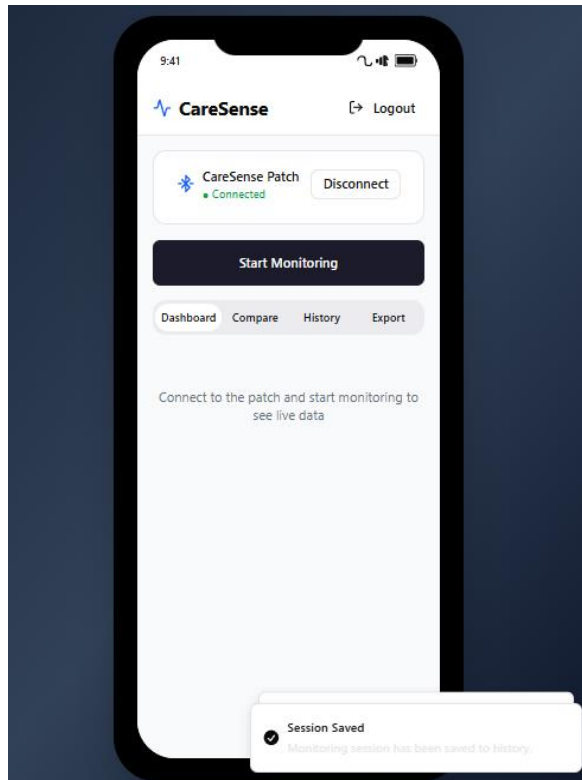 9:41
CareSense
Logout
CareSense Patch
Connected
Disconnect
Start Monitoring
Dashboard Compare History Export
Connect to the patch and start monitoring to
see live data
Session Saved
Monitoring session has been saved to history.